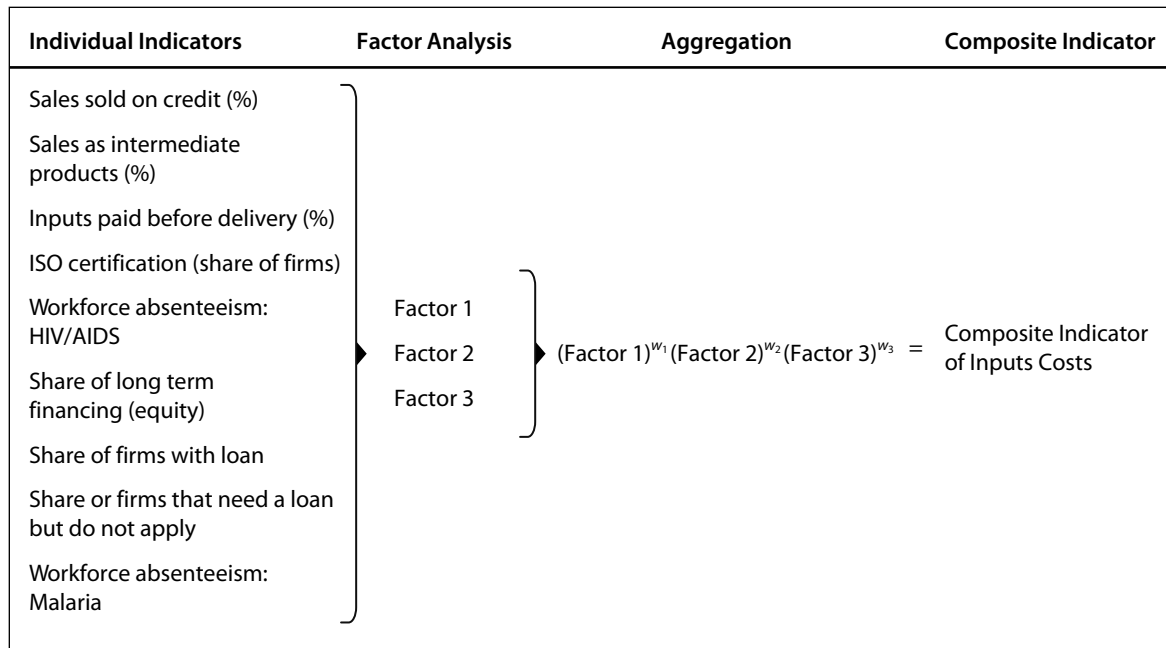 Individual Indicators Factor Analysis Aggregation Composite Indicator
Sales sold on credit (%)
Sales as intermediate
products (%)
Inputs paid before delivery (%)
ISO certification (share of firms)
Workforce absenteeism:
HIV/AIDS
Share of long term
financing (equity)
Share of firms with loan
Share or firms that need a loan
but do not apply
Workforce absenteeism:
Malaria
Factor 1
Factor 2
Factor 3
(Factor 1)^w₁ (Factor 2)^w₂ (Factor 3)^w₃ =
Composite Indicator
of Inputs Costs